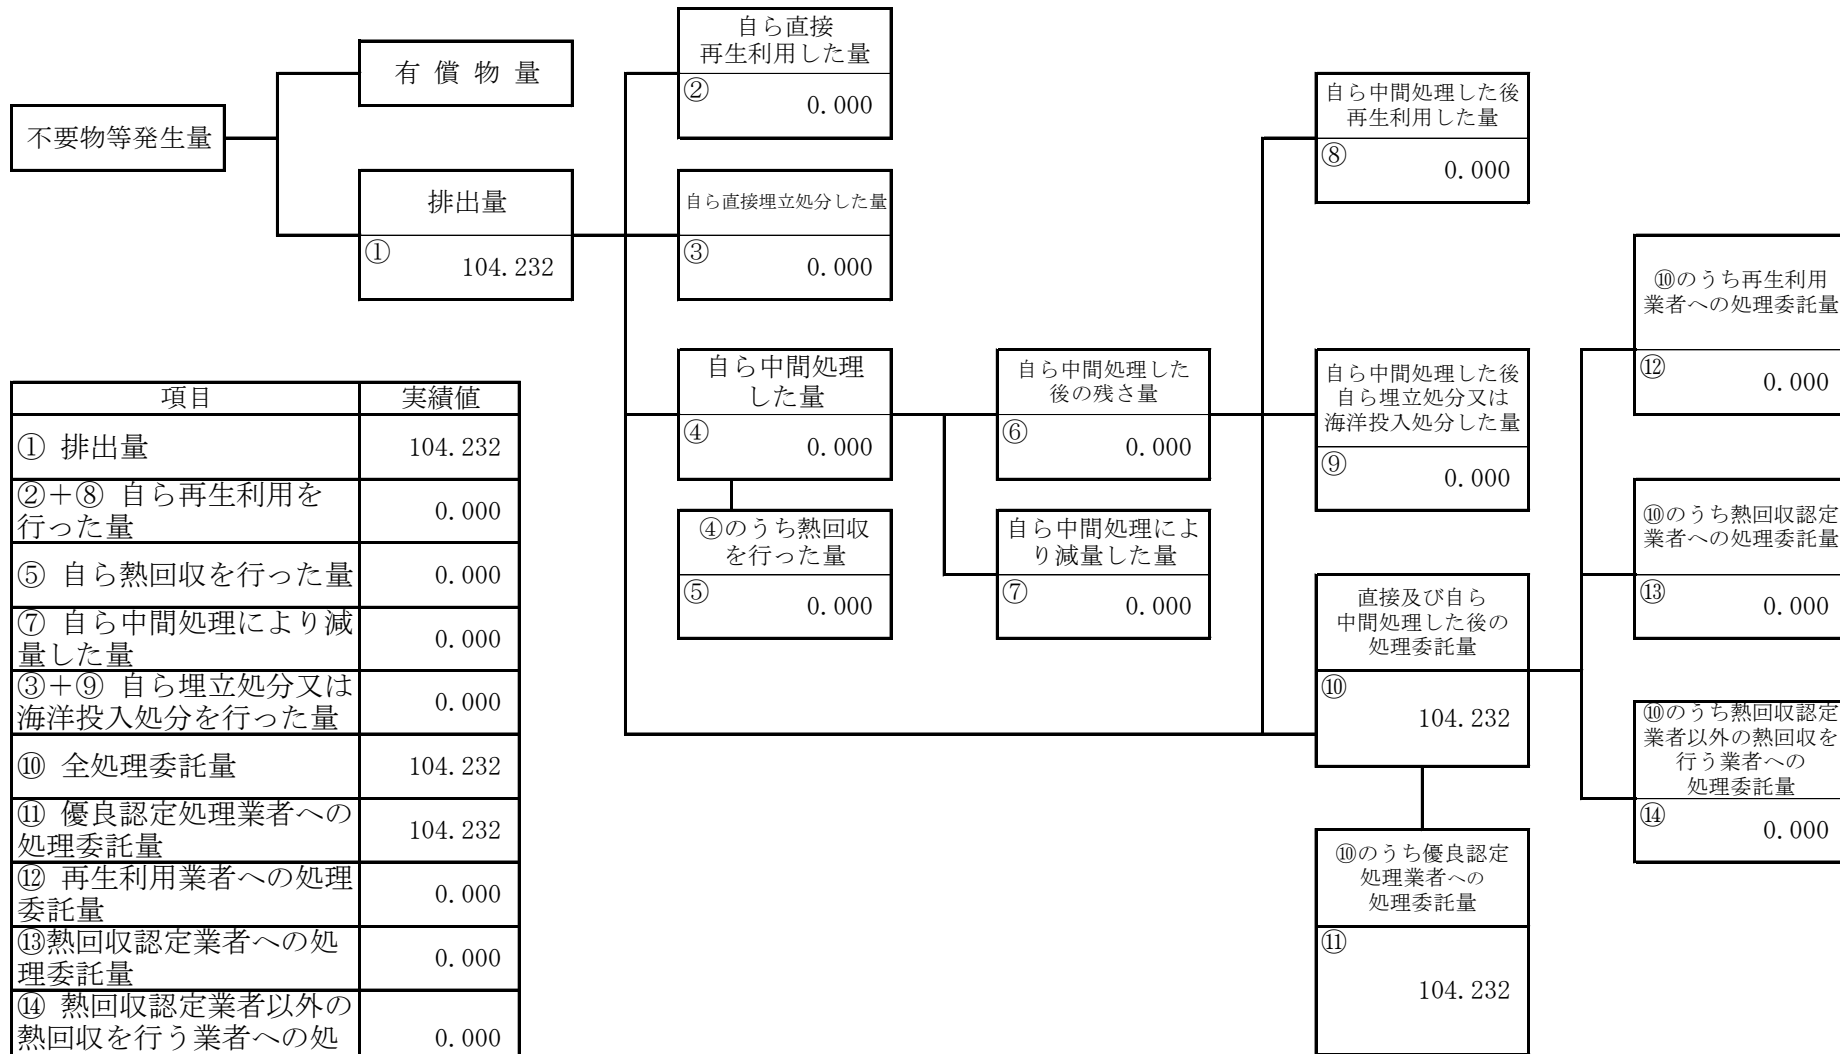 不要物等発生量
有 償 物 量
排出量
①
104.232
自ら直接
再生利用した量
②
0.000
自ら直接埋立処分した量
③
0.000
自ら中間処理
した量
④
0.000
④のうち熱回収
を行った量
⑤
0.000
自ら中間処理した
後の残さ量
⑥
0.000
自ら中間処理によ
り減量した量
⑦
0.000
自ら中間処理した後
再生利用した量
⑧
0.000
自ら中間処理した後
自ら埋立処分又は
海洋投入処分した量
⑨
0.000
直接及び自ら
中間処理した後の
処理委託量
⑩
104.232
⑩のうち優良認定
処理業者への
処理委託量
⑪
104.232
⑩のうち再生利用
業者への処理委託量
⑫
0.000
⑩のうち熱回収認定
業者への処理委託量
⑬
0.000
⑩のうち熱回収認定
業者以外の熱回収を
行う業者への
処理委託量
⑭
0.000
項目 実績値
① 排出量 104.232
②+⑧ 自ら再生利用を
行った量 0.000
⑤ 自ら熱回収を行った量 0.000
⑦ 自ら中間処理により減
量した量 0.000
③+⑨ 自ら埋立処分又は
海洋投入処分を行った量 0.000
⑩ 全処理委託量 104.232
⑪ 優良認定処理業者への
処理委託量 104.232
⑫ 再生利用業者への処理
委託量 0.000
⑬熱回収認定業者への処
理委託量 0.000
⑭ 熱回収認定業者以外の
熱回収を行う業者への処 0.000